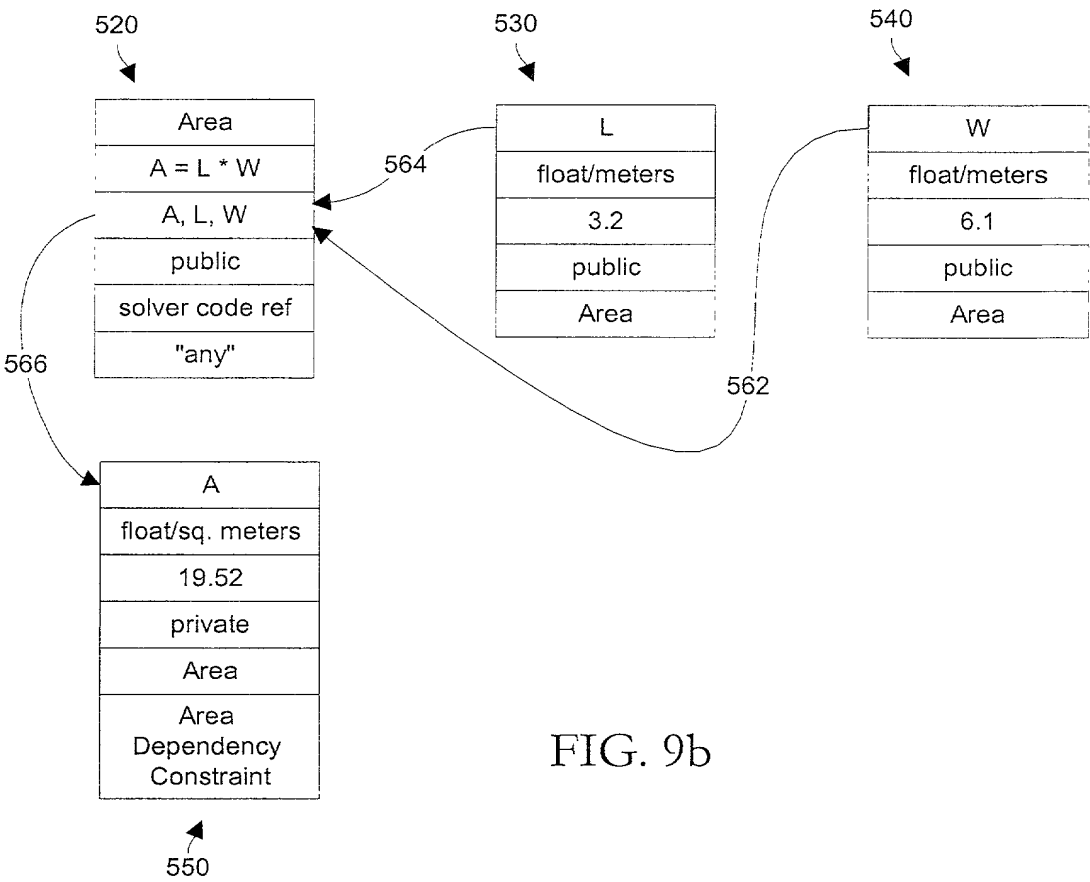 520
530
540
Area
A = L * W
A, L, W
public
solver code ref
"any"
L
float/meters
3.2
public
Area
W
float/meters
6.1
public
Area
564
566
562
A
float/sq. meters
19.52
private
Area
Area
Dependency
Constraint
550
FIG. 9b